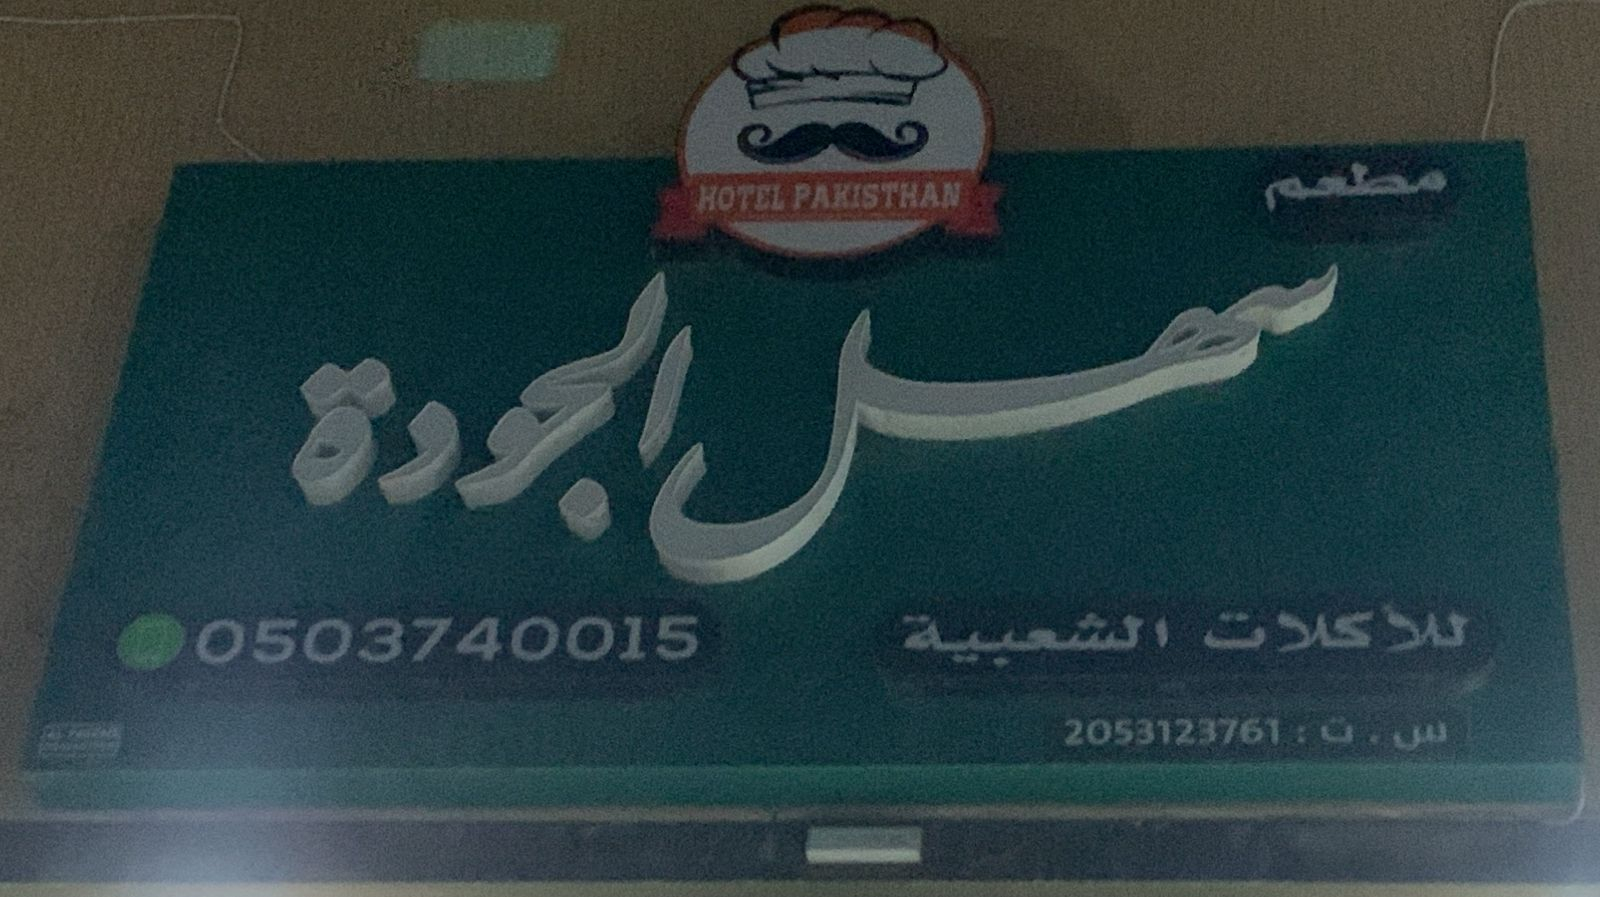 HOTEL PAKISTHAN
مطعم
سهل الجودة
للأكلات الشعبية
0503740015
س . ت : 2053123761